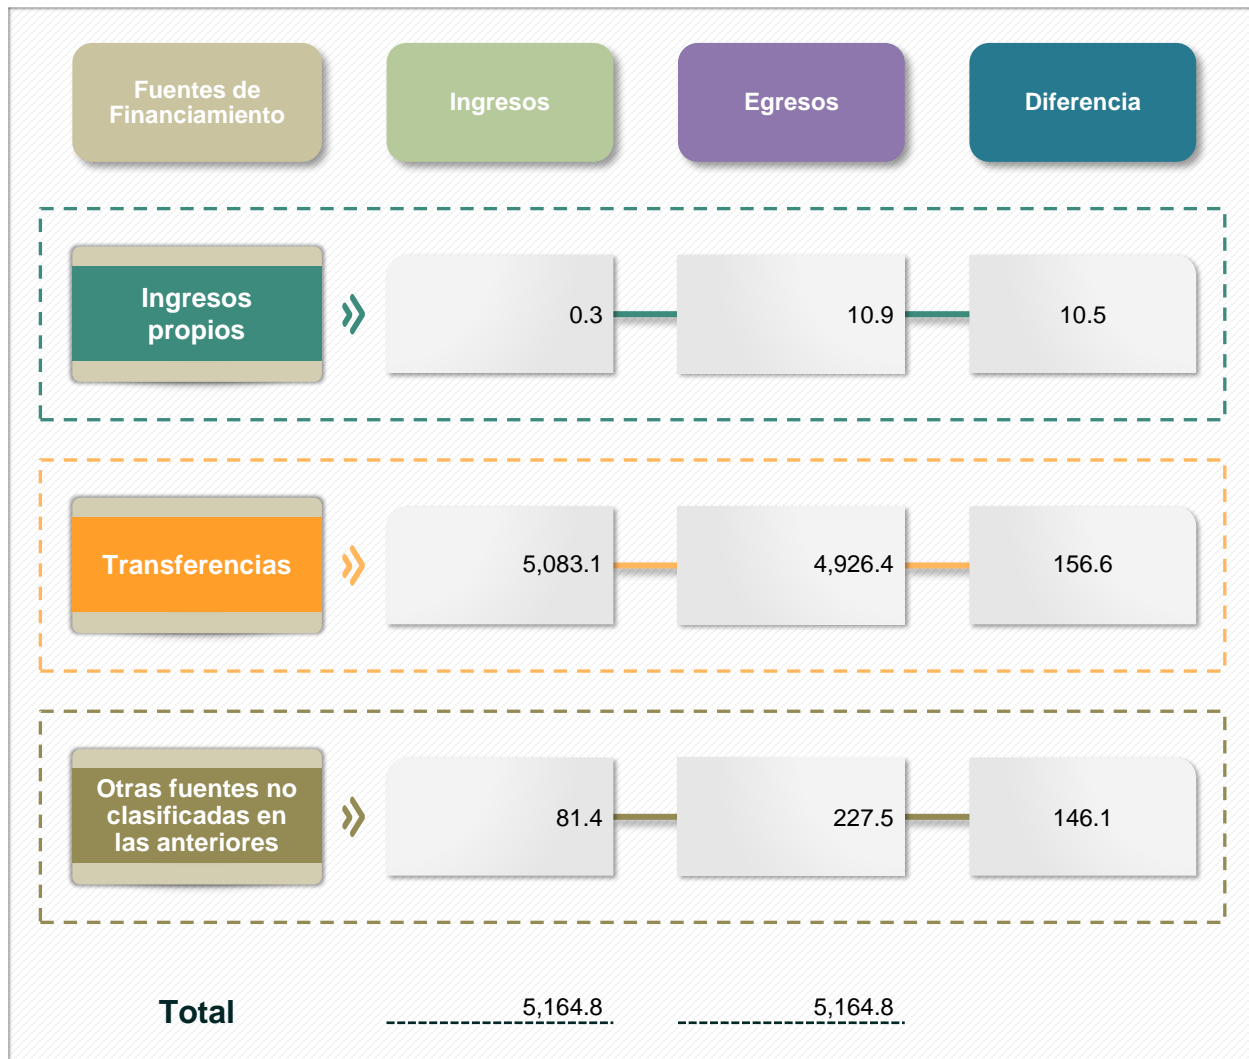 Fuentes de
Financiamiento
Ingresos
Egresos
Diferencia
Ingresos
propios
0.3
10.9
10.5
Transferencias
5,083.1
4,926.4
156.6
Otras fuentes no
clasificadas en
las anteriores
81.4
227.5
146.1
Total
5,164.8
5,164.8